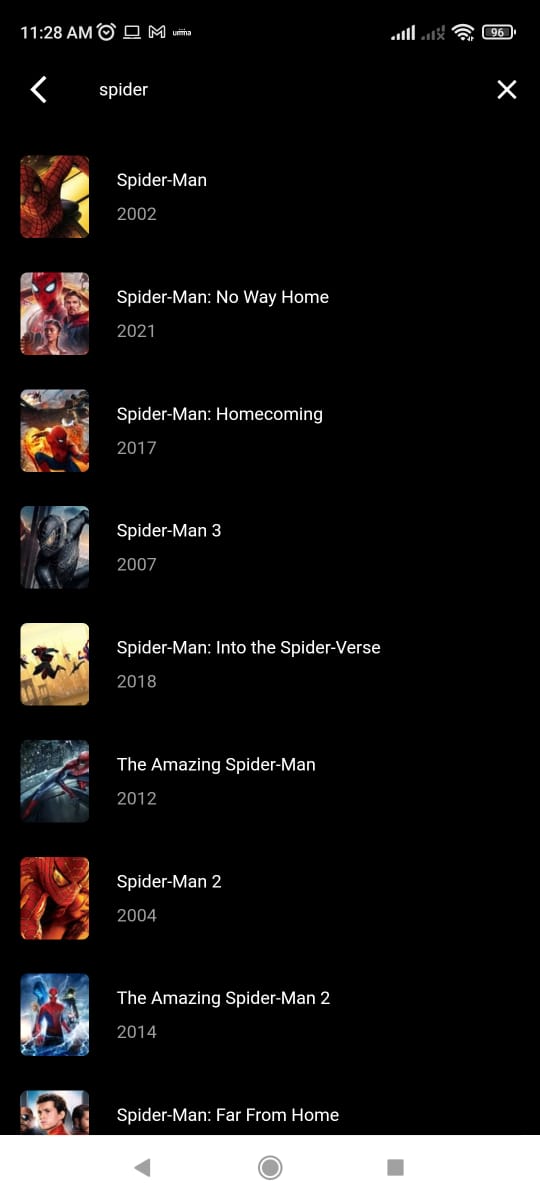 11:28 AM
96
spider
Spider-Man
2002
Spider-Man: No Way Home
2021
Spider-Man: Homecoming
2017
Spider-Man 3
2007
Spider-Man: Into the Spider-Verse
2018
The Amazing Spider-Man
2012
Spider-Man 2
2004
The Amazing Spider-Man 2
2014
Spider-Man: Far From Home